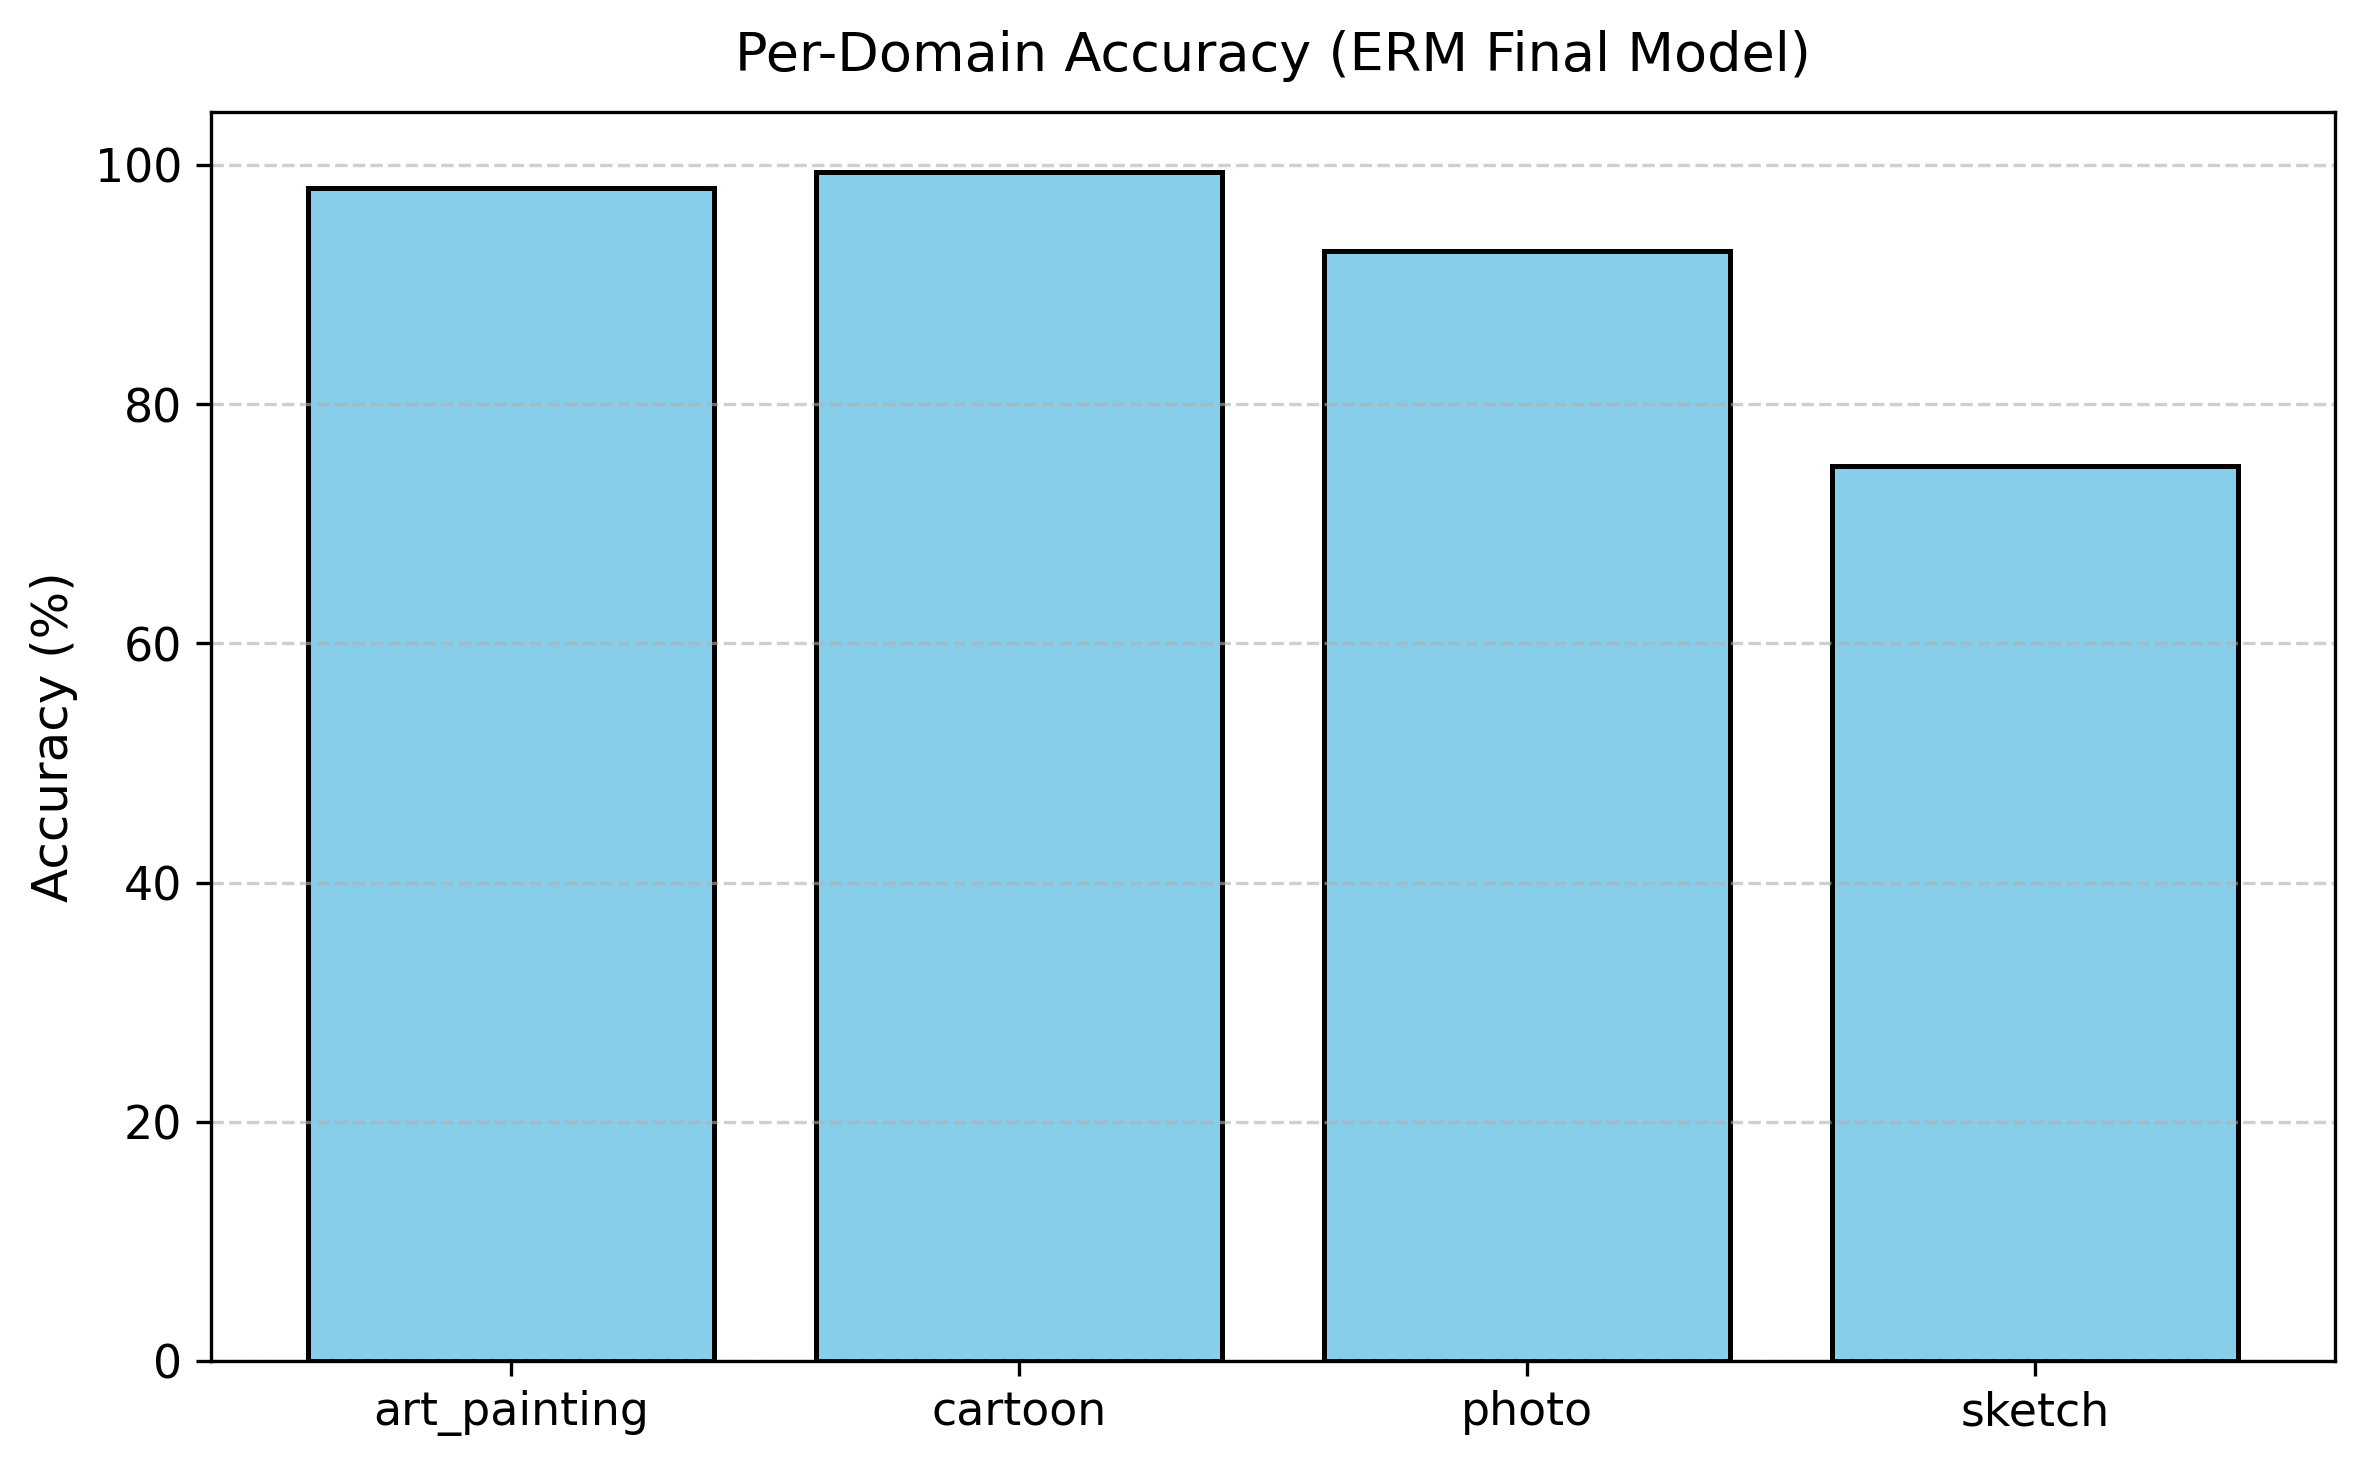 Per-Domain Accuracy (ERM Final Model)
Accuracy (%)
100
80
60
40
20
0
art_painting
cartoon
photo
sketch